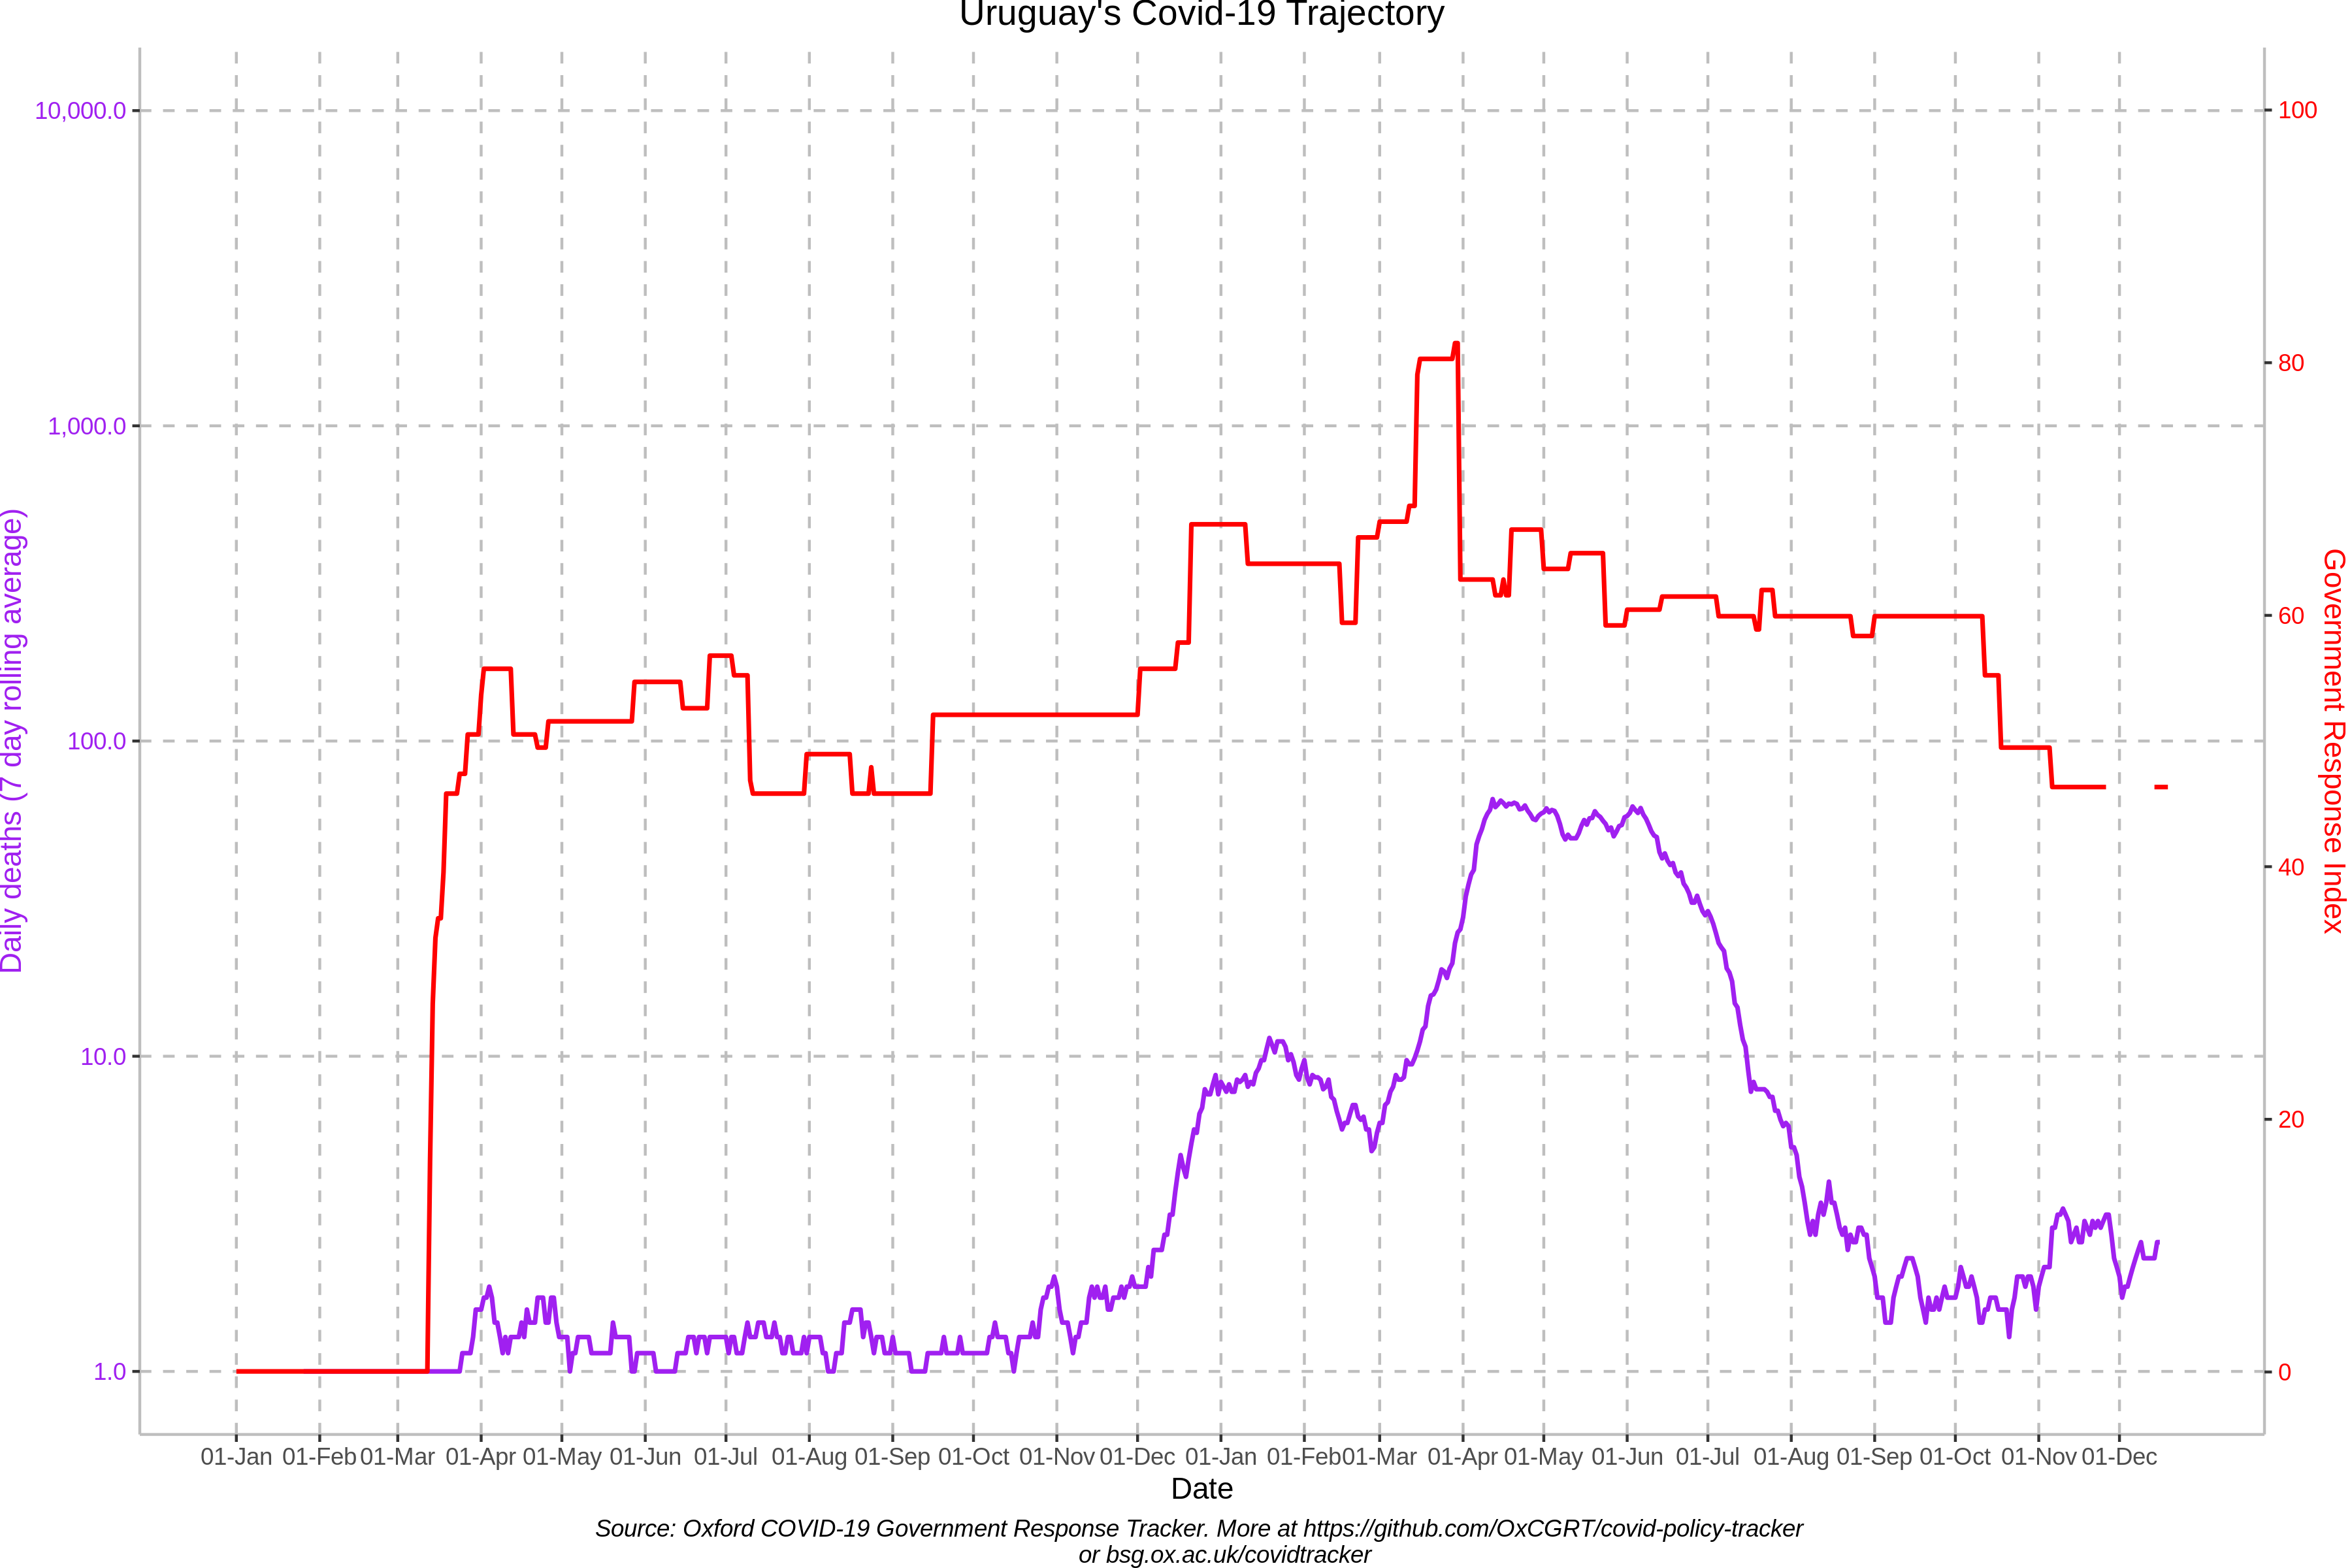 Uruguay's Covid-19 Trajectory
10,000.0
1,000.0
100.0
10.0
1.0
Daily deaths (7 day rolling average)
100
80
60
40
20
0
Government Response Index
01-Jan 01-Feb 01-Mar 01-Apr 01-May 01-Jun 01-Jul 01-Aug 01-Sep 01-Oct 01-Nov 01-Dec 01-Jan 01-Feb 01-Mar 01-Apr 01-May 01-Jun 01-Jul 01-Aug 01-Sep 01-Oct 01-Nov 01-Dec
Date
Source: Oxford COVID-19 Government Response Tracker. More at https://github.com/OxCGRT/covid-policy-tracker
or bsg.ox.ac.uk/covidtracker